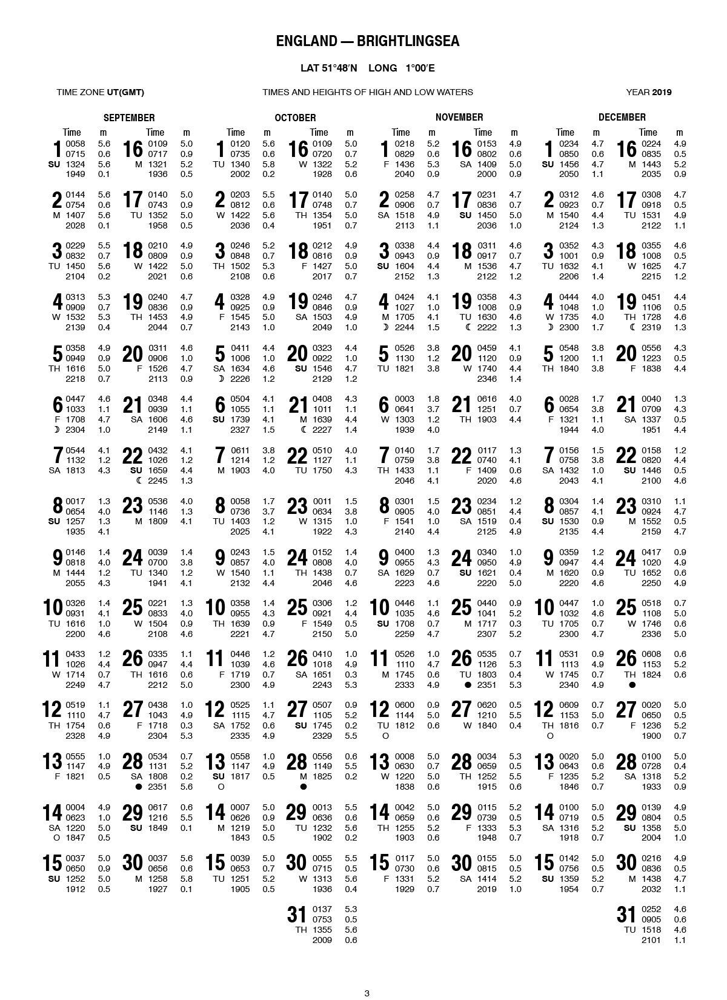 ENGLAND — BRIGHTLINGSEA
LAT 51°48′N LONG 1°00′E
TIME ZONE UT(GMT) TIMES AND HEIGHTS OF HIGH AND LOW WATERS YEAR 2019
SEPTEMBER OCTOBER NOVEMBER DECEMBER
Time m Time m Time m Time m Time m Time m Time m Time m
1 0058 5.6 16 0109 5.0 1 0120 5.6 16 0109 5.0 1 0218 5.2 16 0153 4.9 1 0234 4.7 16 0224 4.9
0715 0.6 0717 0.9 0735 0.6 0720 0.7 0829 0.6 0802 0.6 0850 0.6 0835 0.5
SU 1324 5.6 M 1321 5.2 TU 1340 5.8 W 1322 5.2 F 1436 5.3 SA 1409 5.0 SU 1456 4.7 M 1443 5.2
1949 0.1 1936 0.5 2002 0.2 1928 0.6 2040 0.9 2000 0.9 2050 1.1 2035 0.9
2 0144 5.6 17 0140 5.0 2 0203 5.5 17 0140 5.0 2 0258 4.7 17 0231 4.7 2 0312 4.6 17 0308 4.7
0754 0.6 0743 0.9 0812 0.6 0748 0.7 0906 0.7 0836 0.7 0923 0.7 0918 0.5
M 1407 5.6 TU 1352 5.0 W 1422 5.6 TH 1354 5.0 SA 1518 4.9 SU 1450 5.0 M 1540 4.4 TU 1531 4.9
2028 0.1 1958 0.5 2036 0.4 1951 0.7 2113 1.1 2036 1.0 2124 1.3 2122 1.1
3 0229 5.5 18 0210 4.9 3 0246 5.2 18 0212 4.9 3 0338 4.4 18 0311 4.6 3 0352 4.3 18 0355 4.6
0832 0.7 0809 0.9 0848 0.7 0816 0.9 0943 0.9 0917 0.7 1001 0.9 1008 0.5
TU 1450 5.6 W 1422 5.0 TH 1502 5.3 F 1427 5.0 SU 1604 4.4 M 1536 4.7 TU 1632 4.1 W 1625 4.7
2104 0.2 2021 0.6 2108 0.6 2017 0.7 2152 1.3 2122 1.2 2206 1.4 2215 1.2
4 0313 5.3 19 0240 4.7 4 0328 4.9 19 0246 4.7 4 0424 4.1 19 0358 4.3 4 0444 4.0 19 0451 4.4
0909 0.7 0836 0.9 0925 0.9 0846 0.9 1027 1.0 1008 0.9 1048 1.0 1106 0.5
W 1532 5.3 TH 1453 4.9 F 1545 5.0 SA 1503 4.9 M 1705 4.1 TU 1630 4.6 W 1735 4.0 TH 1728 4.6
2139 0.4 2044 0.7 2143 1.0 2049 1.0 ☽ 2244 1.5 ☾ 2222 1.3 ☽ 2300 1.7 ☾ 2319 1.3
5 0358 4.9 20 0311 4.6 5 0411 4.4 20 0323 4.4 5 0526 3.8 20 0459 4.1 5 0548 3.8 20 0556 4.3
0949 0.9 0906 1.0 1006 1.0 0922 1.0 1130 1.2 1120 0.9 1200 1.1 1223 0.5
TH 1616 5.0 F 1526 4.7 SA 1634 4.6 SU 1546 4.7 TU 1821 3.8 W 1740 4.4 TH 1840 3.8 F 1838 4.4
2218 0.7 2113 0.9 ☽ 2226 1.2 2129 1.2 2346 1.4
6 0447 4.6 21 0348 4.4 6 0504 4.1 21 0408 4.3 6 0003 1.8 21 0616 4.0 6 0028 1.7 21 0040 1.3
1033 1.1 0939 1.1 1055 1.1 1011 1.1 0641 3.7 1251 0.7 0654 3.8 0709 4.3
F 1708 4.7 SA 1606 4.6 SU 1739 4.1 M 1639 4.4 W 1303 1.2 TH 1903 4.4 F 1321 1.1 SA 1337 0.5
☽ 2304 1.0 2149 1.1 2327 1.5 ☾ 2227 1.4 1939 4.0 1944 4.0 1951 4.4
7 0544 4.1 22 0432 4.1 7 0611 3.8 22 0510 4.0 7 0140 1.7 22 0117 1.3 7 0156 1.5 22 0158 1.2
1132 1.2 1026 1.2 1214 1.2 1127 1.1 0759 3.8 0740 4.1 0758 3.8 0820 4.4
SA 1813 4.3 SU 1659 4.4 M 1903 4.0 TU 1750 4.3 TH 1433 1.1 F 1409 0.6 SA 1432 1.0 SU 1446 0.5
☾ 2245 1.3 2046 4.1 2020 4.6 2043 4.1 2100 4.6
8 0017 1.3 23 0536 4.0 8 0058 1.7 23 0011 1.5 8 0301 1.5 23 0234 1.2 8 0304 1.4 23 0310 1.1
0654 4.0 1146 1.3 0736 3.7 0634 3.8 0905 4.0 0851 4.4 0857 4.1 0924 4.7
SU 1257 1.3 M 1809 4.1 TU 1403 1.2 W 1315 1.0 F 1541 1.0 SA 1519 0.4 SU 1530 0.9 M 1552 0.5
1935 4.1 2025 4.1 1922 4.3 2140 4.4 2125 4.9 2135 4.4 2159 4.7
9 0146 1.4 24 0039 1.4 9 0243 1.5 24 0152 1.4 9 0400 1.3 24 0340 1.0 9 0359 1.2 24 0417 0.9
0818 4.0 0700 3.8 0857 4.0 0808 4.0 0955 4.3 0950 4.9 0947 4.4 1020 4.9
M 1444 1.2 TU 1340 1.2 W 1540 1.1 TH 1438 0.7 SA 1629 0.7 SU 1621 0.4 M 1620 0.9 TU 1652 0.6
2055 4.3 1941 4.1 2132 4.4 2046 4.6 2223 4.6 2220 5.0 2220 4.6 2250 4.9
10 0326 1.4 25 0221 1.3 10 0358 1.4 25 0306 1.2 10 0446 1.1 25 0440 0.9 10 0447 1.0 25 0518 0.7
0931 4.1 0833 4.0 0955 4.3 0921 4.4 1035 4.6 1041 5.2 1032 4.6 1108 5.0
TU 1616 1.0 W 1504 0.9 TH 1639 0.9 F 1549 0.5 SU 1708 0.7 M 1717 0.3 TU 1705 0.7 W 1746 0.6
2200 4.6 2108 4.6 2221 4.7 2150 5.0 2259 4.7 2307 5.2 2300 4.7 2336 5.0
11 0433 1.2 26 0335 1.1 11 0446 1.2 26 0410 1.0 11 0526 1.0 26 0535 0.7 11 0531 0.9 26 0608 0.6
1026 4.4 0947 4.4 1039 4.6 1018 4.9 1110 4.7 1126 5.3 1113 4.9 1153 5.2
W 1714 0.7 TH 1616 0.6 F 1719 0.7 SA 1651 0.3 M 1745 0.6 TU 1803 0.4 W 1745 0.7 TH 1824 0.6
2249 4.7 2212 5.0 2300 4.9 2243 5.3 2333 4.9 ● 2351 5.3 2340 4.9 ●
12 0519 1.1 27 0438 1.0 12 0525 1.1 27 0507 0.9 12 0600 0.9 27 0620 0.5 12 0609 0.7 27 0020 5.0
1110 4.7 1043 4.9 1115 4.7 1105 5.2 1144 5.0 1210 5.5 1153 5.0 0650 0.5
TH 1754 0.6 F 1718 0.3 SA 1752 0.6 SU 1745 0.2 TU 1812 0.6 W 1840 0.4 TH 1816 0.7 F 1236 5.2
2328 4.9 2304 5.3 2335 4.9 2329 5.5 O O 1900 0.7
13 0555 1.0 28 0534 0.7 13 0558 1.0 28 0556 0.6 13 0008 5.0 28 0034 5.3 13 0020 5.0 28 0100 5.0
1147 4.9 1131 5.2 1147 4.9 1149 5.5 0630 0.7 0659 0.5 0643 0.6 0728 0.4
F 1821 0.5 SA 1808 0.2 SU 1817 0.5 M 1825 0.2 W 1220 5.0 TH 1252 5.5 F 1235 5.2 SA 1318 5.2
● 2351 5.6 O ● 1838 0.6 1915 0.6 1846 0.7 1933 0.9
14 0004 4.9 29 0617 0.6 14 0007 5.0 29 0013 5.5 14 0042 5.0 29 0115 5.2 14 0100 5.0 29 0139 4.9
0623 1.0 1216 5.5 0626 0.9 0636 0.6 0659 0.6 0739 0.5 0719 0.5 0804 0.5
SA 1220 5.0 SU 1849 0.1 M 1219 5.0 TU 1232 5.6 TH 1255 5.2 F 1333 5.3 SA 1316 5.2 SU 1358 5.0
O 1847 0.5 1843 0.5 1902 0.2 1903 0.6 1948 0.7 1918 0.7 2004 1.0
15 0037 5.0 30 0037 5.6 15 0039 5.0 30 0055 5.5 15 0117 5.0 30 0155 5.0 15 0142 5.0 30 0216 4.9
0650 0.9 0656 0.6 0653 0.7 0715 0.5 0730 0.6 0815 0.5 0756 0.5 0836 0.5
SU 1252 5.0 M 1258 5.8 TU 1251 5.2 W 1313 5.6 F 1331 5.2 SA 1414 5.2 SU 1359 5.2 M 1438 4.7
1912 0.5 1927 0.1 1905 0.5 1936 0.4 1929 0.7 2019 1.0 1954 0.7 2032 1.1
31 0137 5.3 31 0252 4.6
0753 0.5 0905 0.6
TH 1355 5.6 TU 1518 4.6
2009 0.6 2101 1.1
3